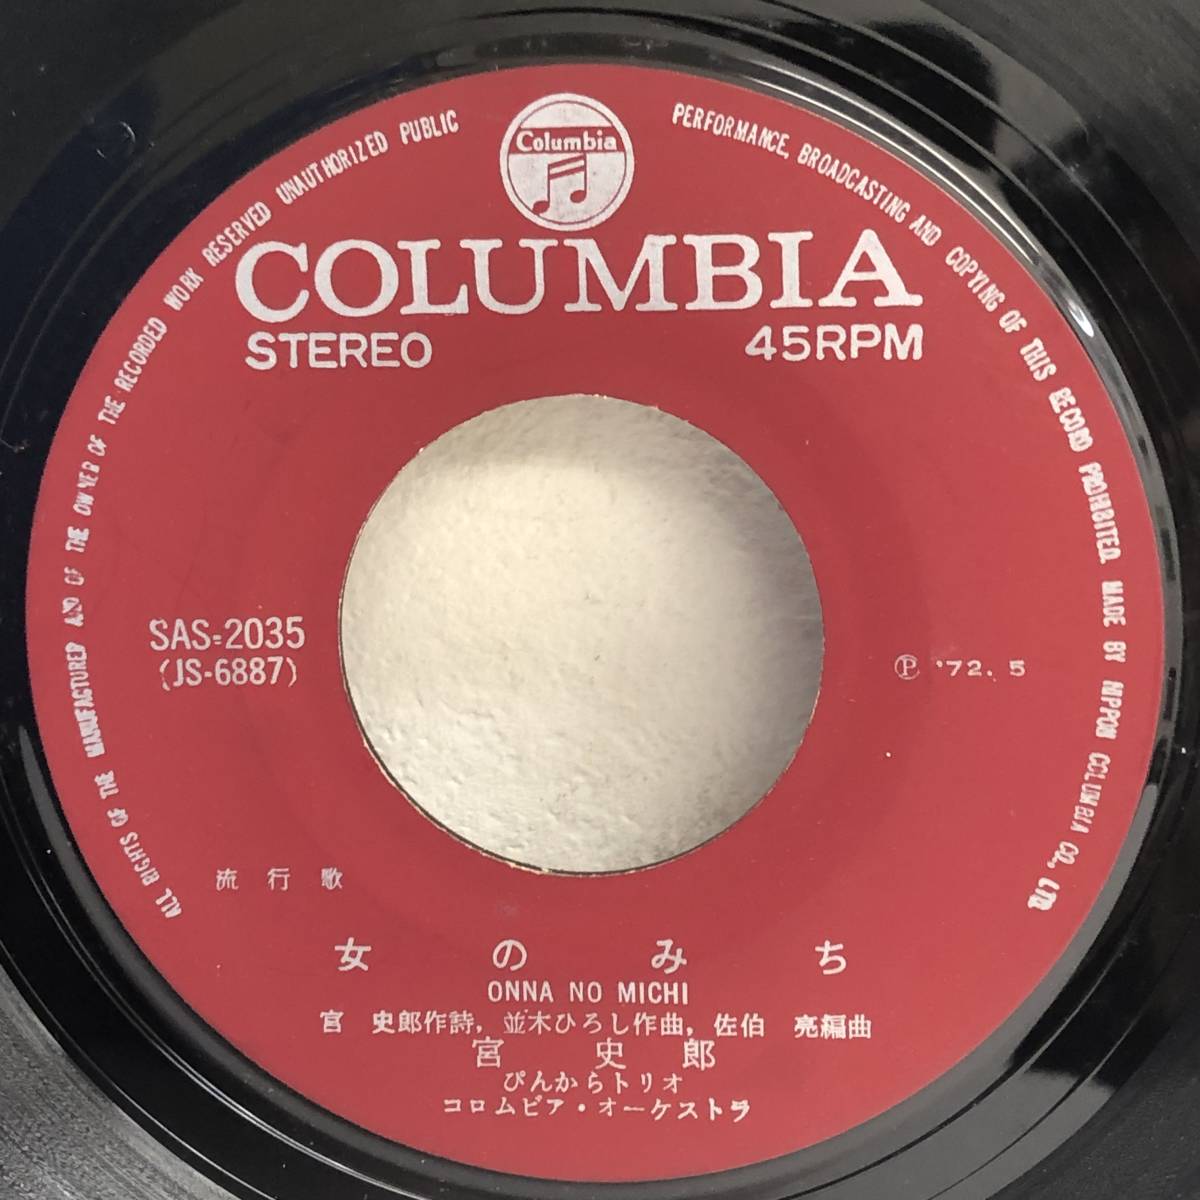 ALL RIGHTS OF THE MANUFACTURER AND OF THE OWNER OF THE RECORDED WORK RESERVED UNAUTHORIZED PUBLIC PERFORMANCE, BROADCASTING AND COPYING OF THIS RECORD PROHIBITED. MADE BY NIPPON COLUMBIA CO., LTD.
Columbia
COLUMBIA
STEREO 45RPM
SAS-2035
(JS-6887)
Ⓟ '72. 5
流行歌
女のみち
ONNA NO MICHI
宮 史郎作詩, 並木ひろし作曲, 佐伯 亮編曲
宮 史郎
ぴんからトリオ
コロムビア・オーケストラ